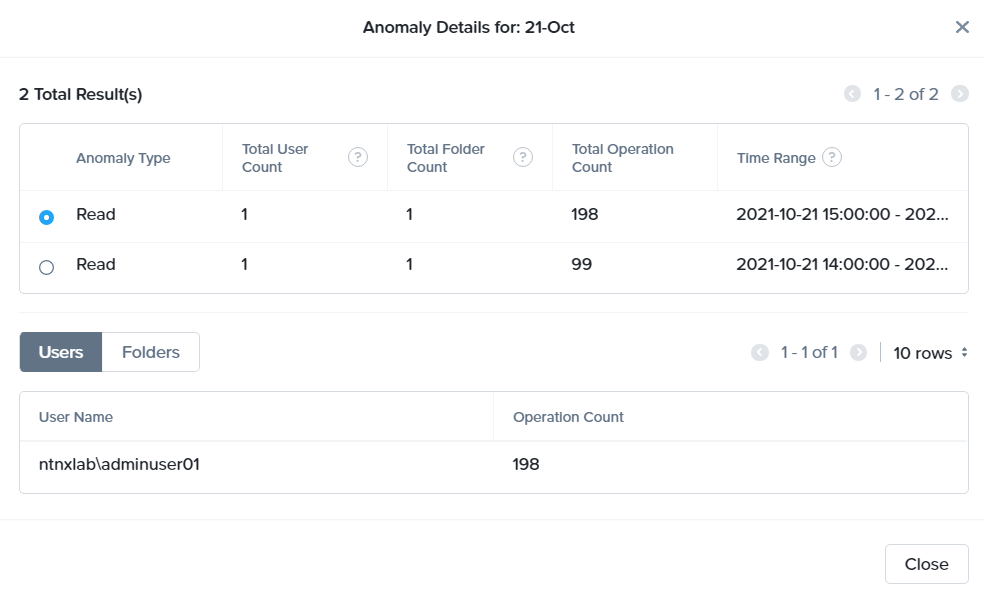 Anomaly Details for: 21-Oct
2 Total Result(s)
1 - 2 of 2
Anomaly Type
Total User Count
?
Total Folder Count
?
Total Operation Count
Time Range
?
Read
1
1
198
2021-10-21 15:00:00 - 202...
Read
1
1
99
2021-10-21 14:00:00 - 202...
Users
Folders
1 - 1 of 1
10 rows
User Name
Operation Count
ntnxlab\adminuser01
198
Close